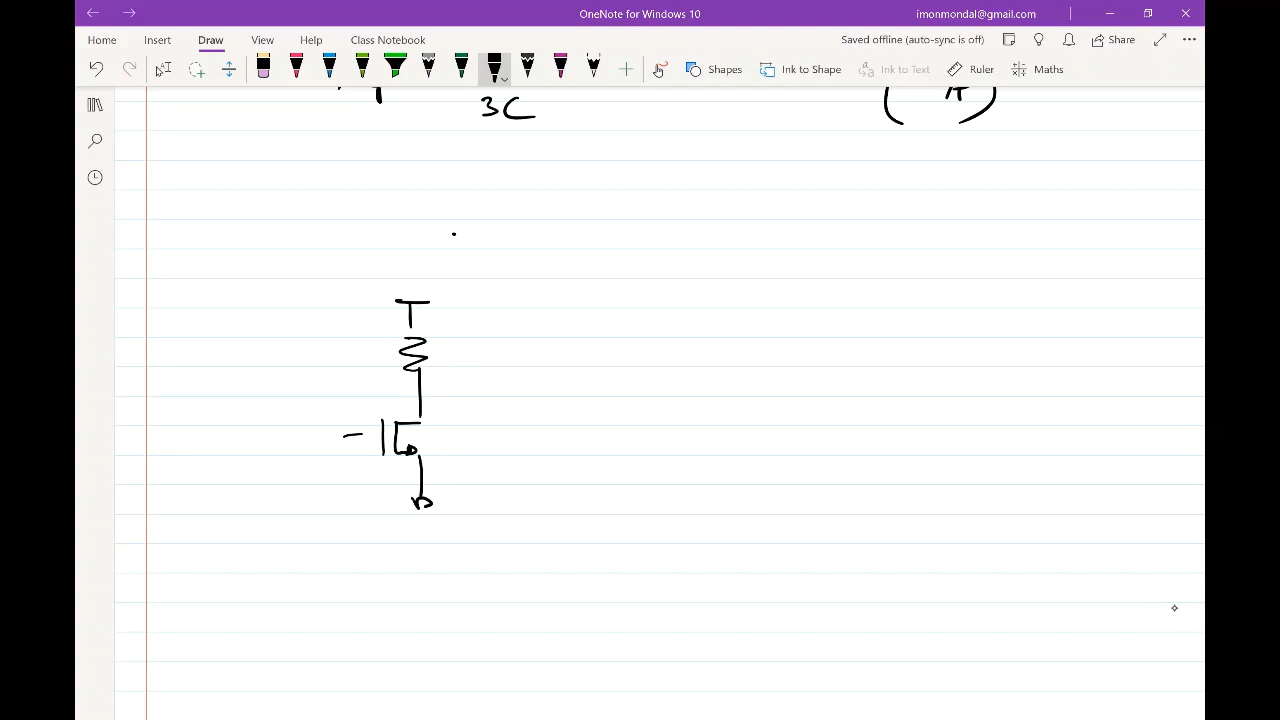 OneNote for Windows 10
imonmondal@gmail.com
Home Insert Draw View Help Class Notebook
Saved offline (auto-sync is off) Share
Shapes Ink to Shape Ink to Text Ruler Maths
3C